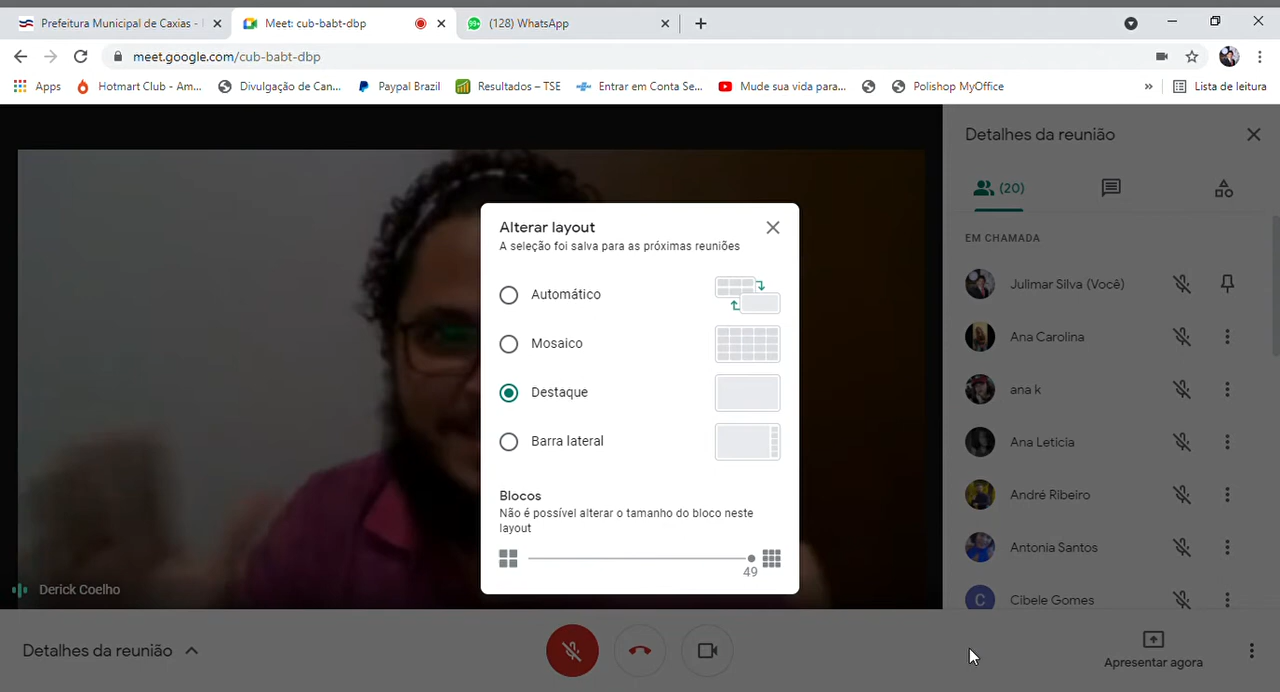 Prefeitura Municipal de Caxias -
Meet: cub-babt-dbp
99+
(128) WhatsApp
meet.google.com/cub-babt-dbp
Apps
Hotmart Club - Am...
Divulgação de Can...
Paypal Brazil
Resultados – TSE
Entrar em Conta Se...
Mude sua vida para...
Polishop MyOffice
»
Lista de leitura
Detalhes da reunião
(20)
EM CHAMADA
Julimar Silva (Você)
Ana Carolina
ana k
Ana Leticia
André Ribeiro
Antonia Santos
C
Cibele Gomes
Alterar layout
A seleção foi salva para as próximas reuniões
Automático
Mosaico
Destaque
Barra lateral
Blocos
Não é possível alterar o tamanho do bloco neste
layout
49
Derick Coelho
Detalhes da reunião
Apresentar agora